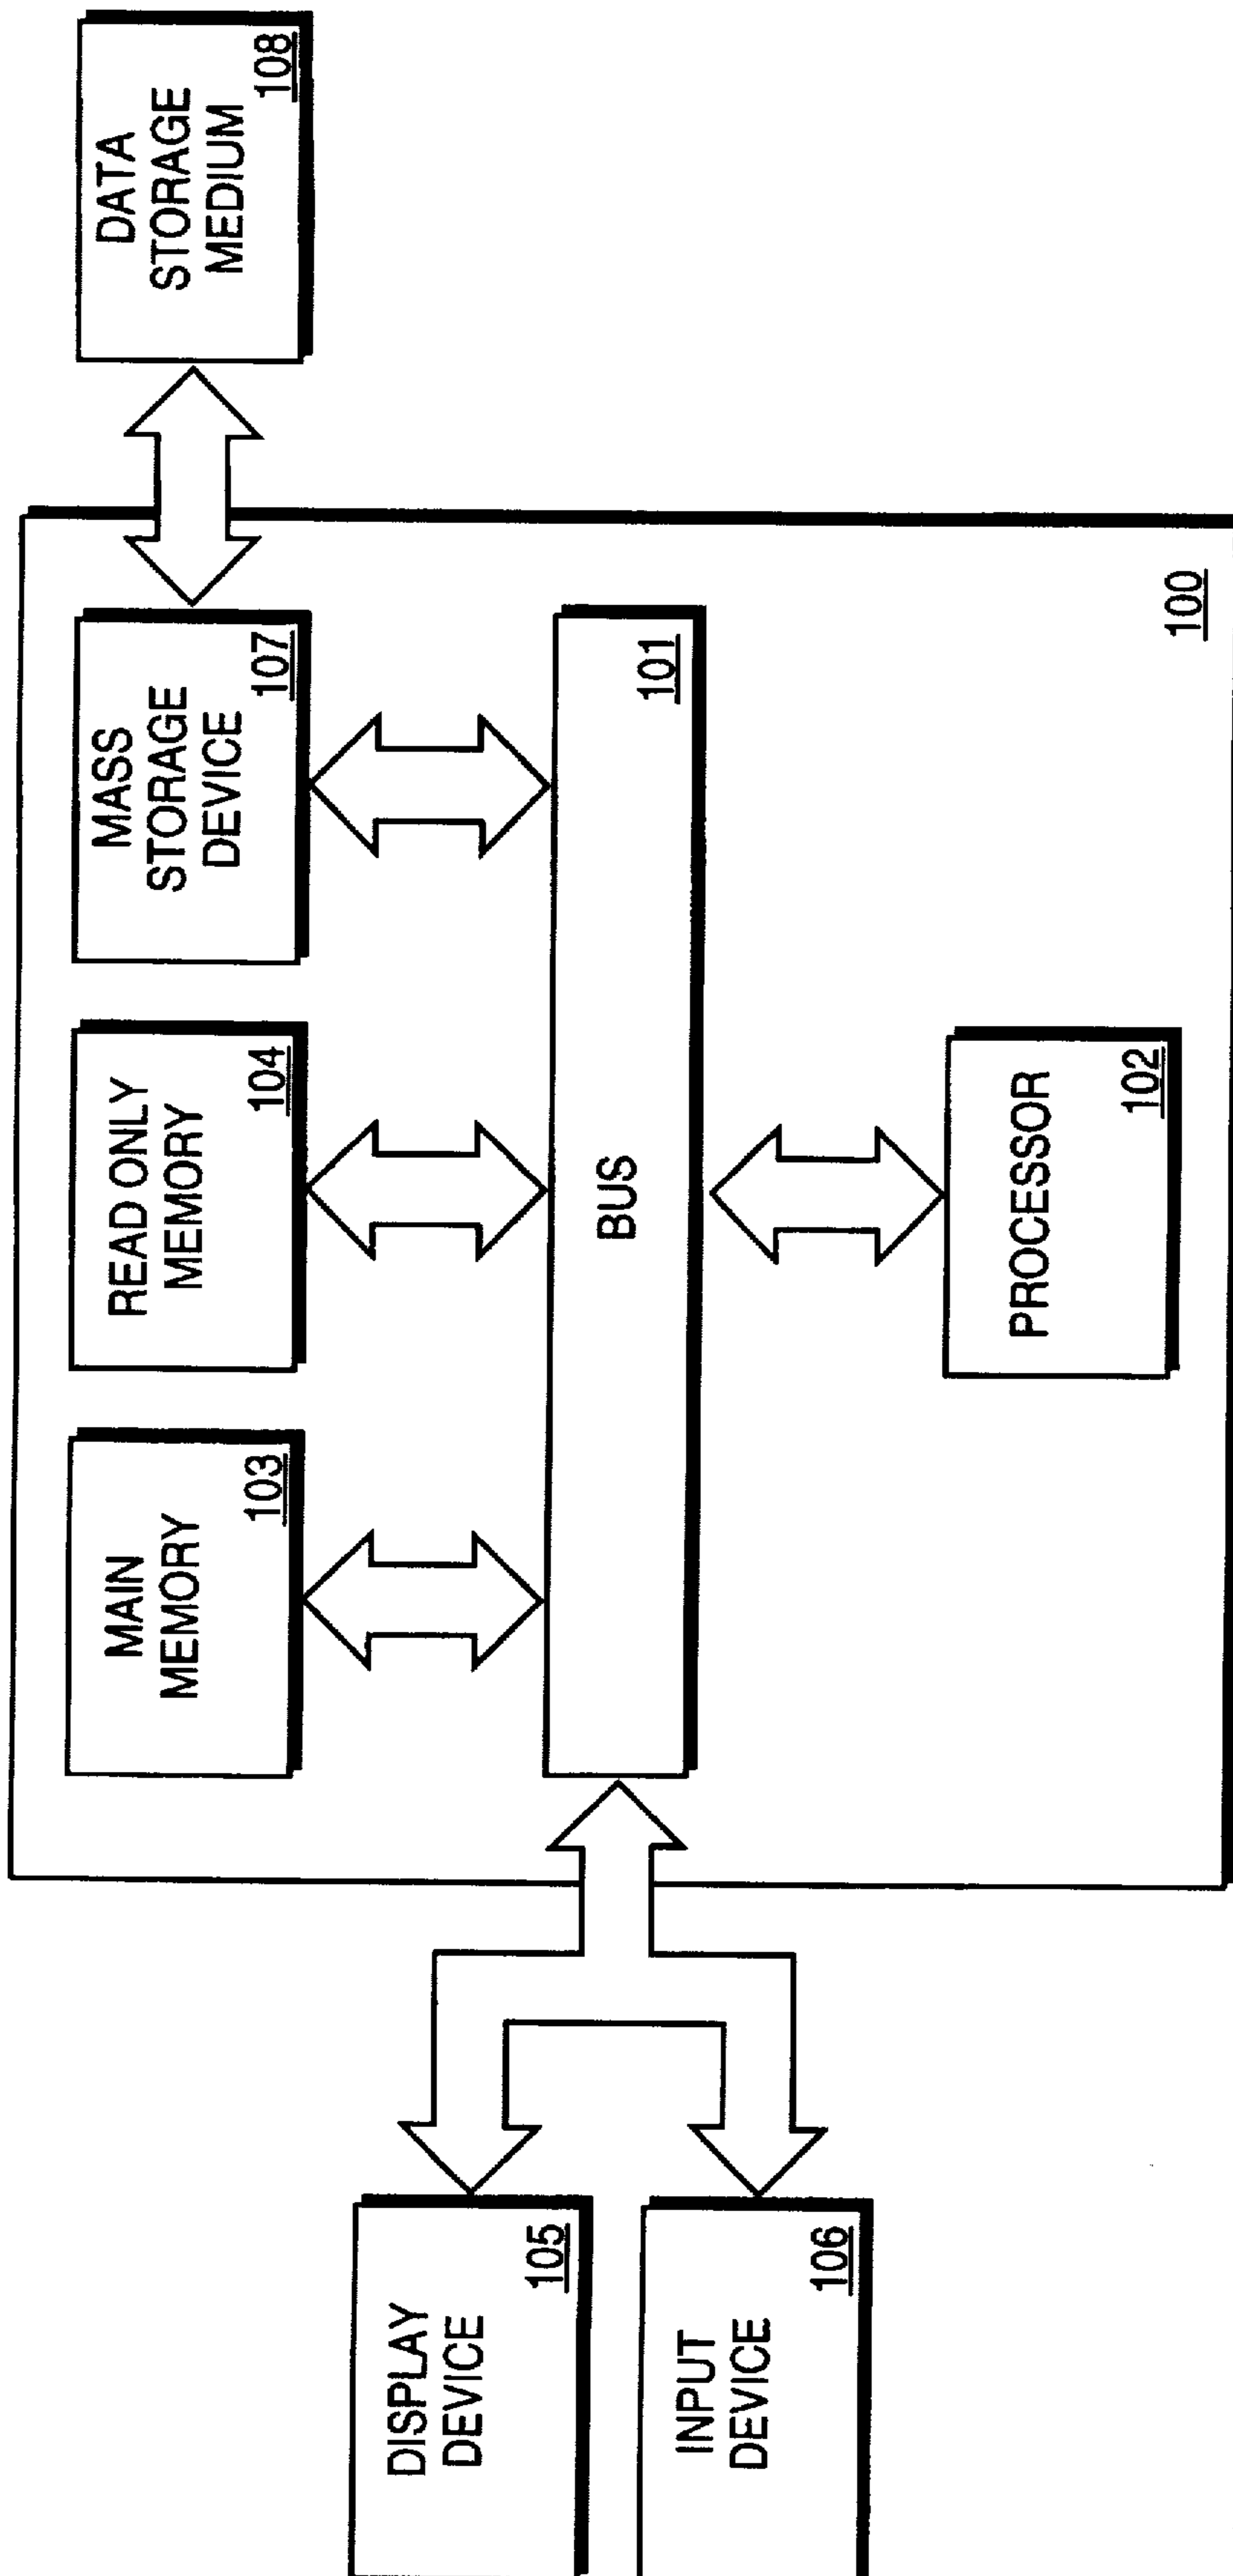 MAIN
MEMORY
103
READ ONLY
MEMORY
104
MASS
STORAGE
DEVICE
107
DATA
STORAGE
MEDIUM
108
DISPLAY
DEVICE
105
INPUT
DEVICE
106
BUS
101
PROCESSOR
102
100